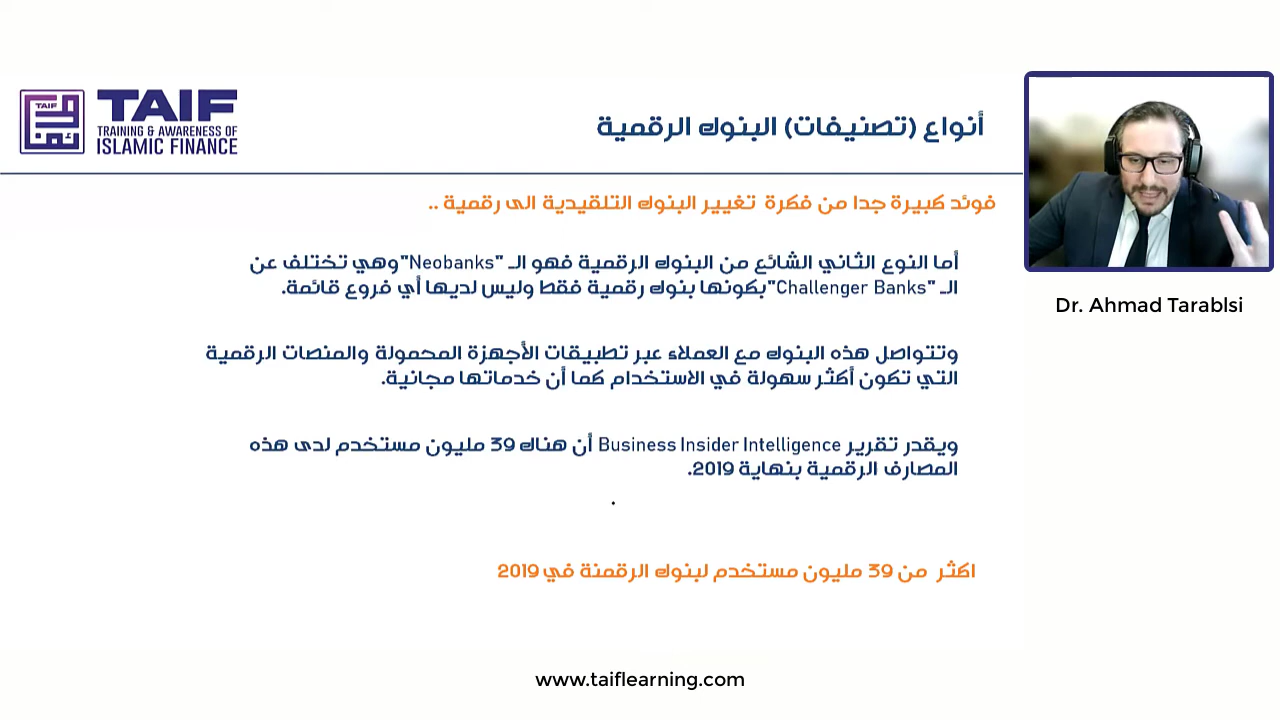 TAIF
TAIF
TRAINING & AWARENESS OF
ISLAMIC FINANCE
أنواع (تصنيفات) البنوك الرقمية
فوئد كبيرة جدا من فكرة تغيير البنوك التلقيدية الى رقمية ..
أما النوع الثاني الشائع من البنوك الرقمية فهو الـ "Neobanks" وهي تختلف عن
الـ "Challenger Banks" بكونها بنوك رقمية فقط وليس لديها أي فروع قائمة.
وتتواصل هذه البنوك مع العملاء عبر تطبيقات الأجهزة المحمولة والمنصات الرقمية
التي تكون أكثر سهولة في الاستخدام كما أن خدماتها مجانية.
ويقدر تقرير Business Insider Intelligence أن هناك 39 مليون مستخدم لدى هذه
المصارف الرقمية بنهاية 2019.
اكثر من 39 مليون مستخدم لبنوك الرقمنة في 2019
Dr. Ahmad Tarablsi
www.taiflearning.com